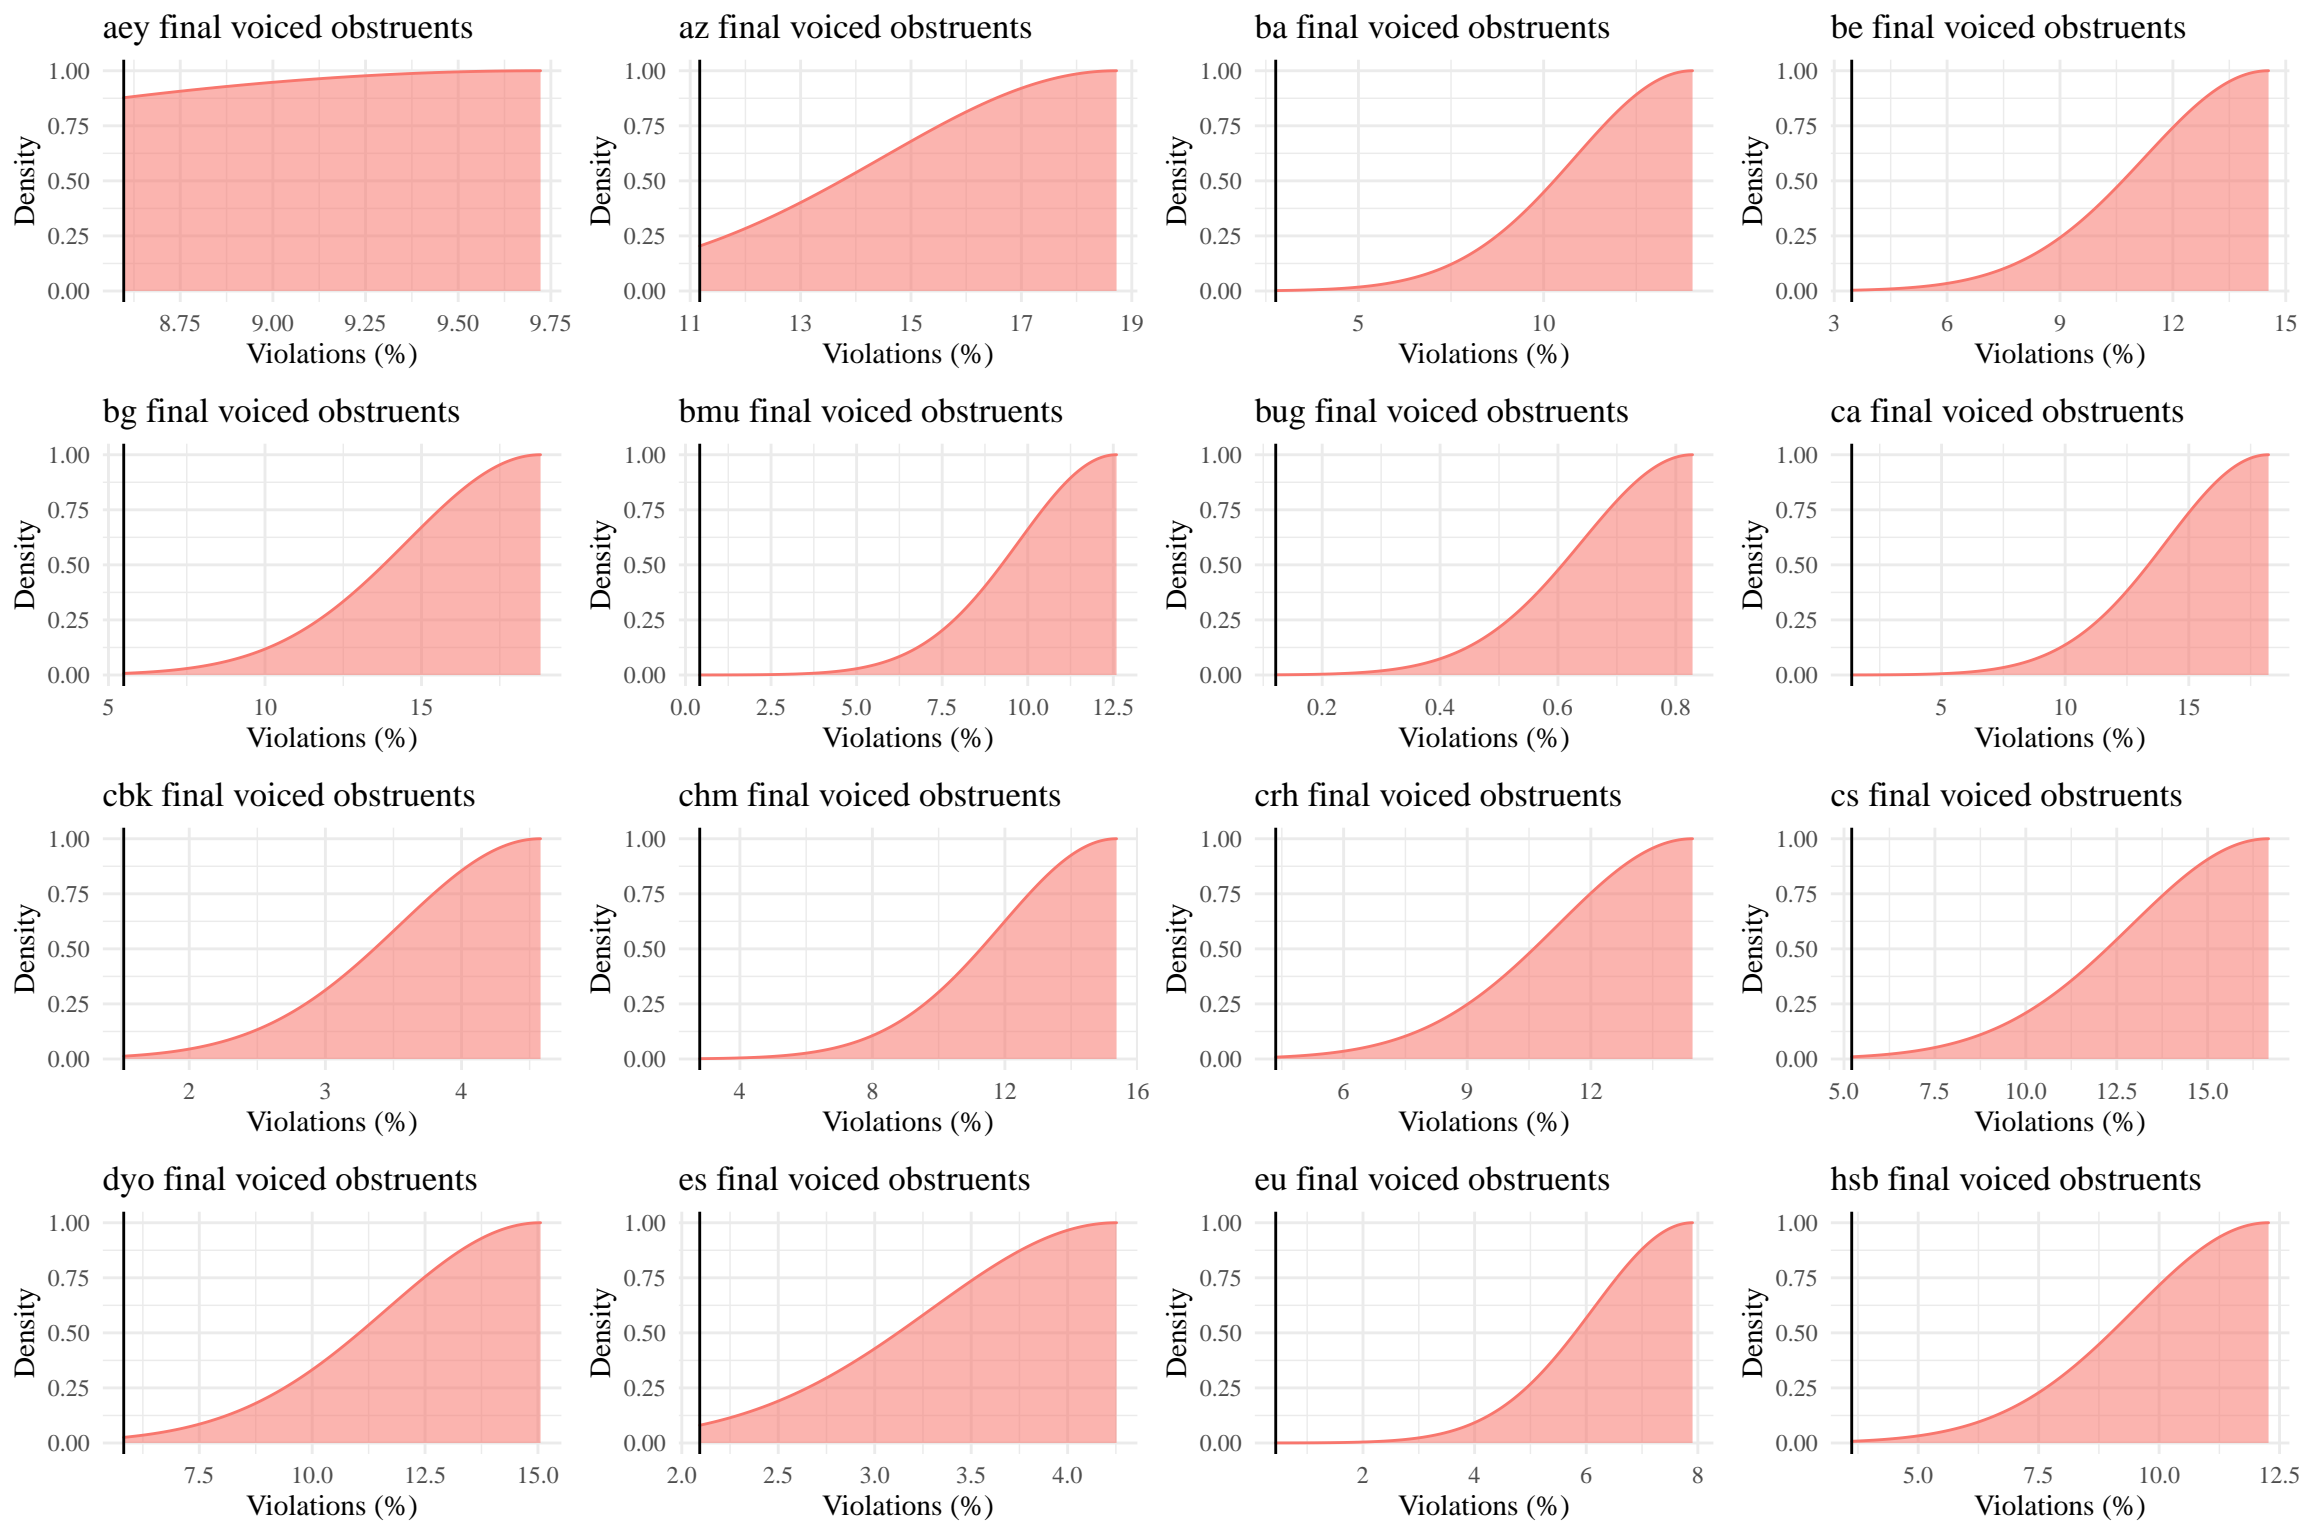 aey final voiced obstruents
1.00
0.75
0.50
0.25
0.00
Density
8.75 9.00 9.25 9.50 9.75
Violations (%)
az final voiced obstruents
1.00
0.75
0.50
0.25
0.00
Density
11 13 15 17 19
Violations (%)
ba final voiced obstruents
1.00
0.75
0.50
0.25
0.00
Density
5 10
Violations (%)
be final voiced obstruents
1.00
0.75
0.50
0.25
0.00
Density
3 6 9 12 15
Violations (%)
bg final voiced obstruents
1.00
0.75
0.50
0.25
0.00
Density
5 10 15
Violations (%)
bmu final voiced obstruents
1.00
0.75
0.50
0.25
0.00
Density
0.0 2.5 5.0 7.5 10.0 12.5
Violations (%)
bug final voiced obstruents
1.00
0.75
0.50
0.25
0.00
Density
0.2 0.4 0.6 0.8
Violations (%)
ca final voiced obstruents
1.00
0.75
0.50
0.25
0.00
Density
5 10 15
Violations (%)
cbk final voiced obstruents
1.00
0.75
0.50
0.25
0.00
Density
2 3 4
Violations (%)
chm final voiced obstruents
1.00
0.75
0.50
0.25
0.00
Density
4 8 12 16
Violations (%)
crh final voiced obstruents
1.00
0.75
0.50
0.25
0.00
Density
6 9 12
Violations (%)
cs final voiced obstruents
1.00
0.75
0.50
0.25
0.00
Density
5.0 7.5 10.0 12.5 15.0
Violations (%)
dyo final voiced obstruents
1.00
0.75
0.50
0.25
0.00
Density
7.5 10.0 12.5 15.0
Violations (%)
es final voiced obstruents
1.00
0.75
0.50
0.25
0.00
Density
2.0 2.5 3.0 3.5 4.0
Violations (%)
eu final voiced obstruents
1.00
0.75
0.50
0.25
0.00
Density
2 4 6 8
Violations (%)
hsb final voiced obstruents
1.00
0.75
0.50
0.25
0.00
Density
5.0 7.5 10.0 12.5
Violations (%)